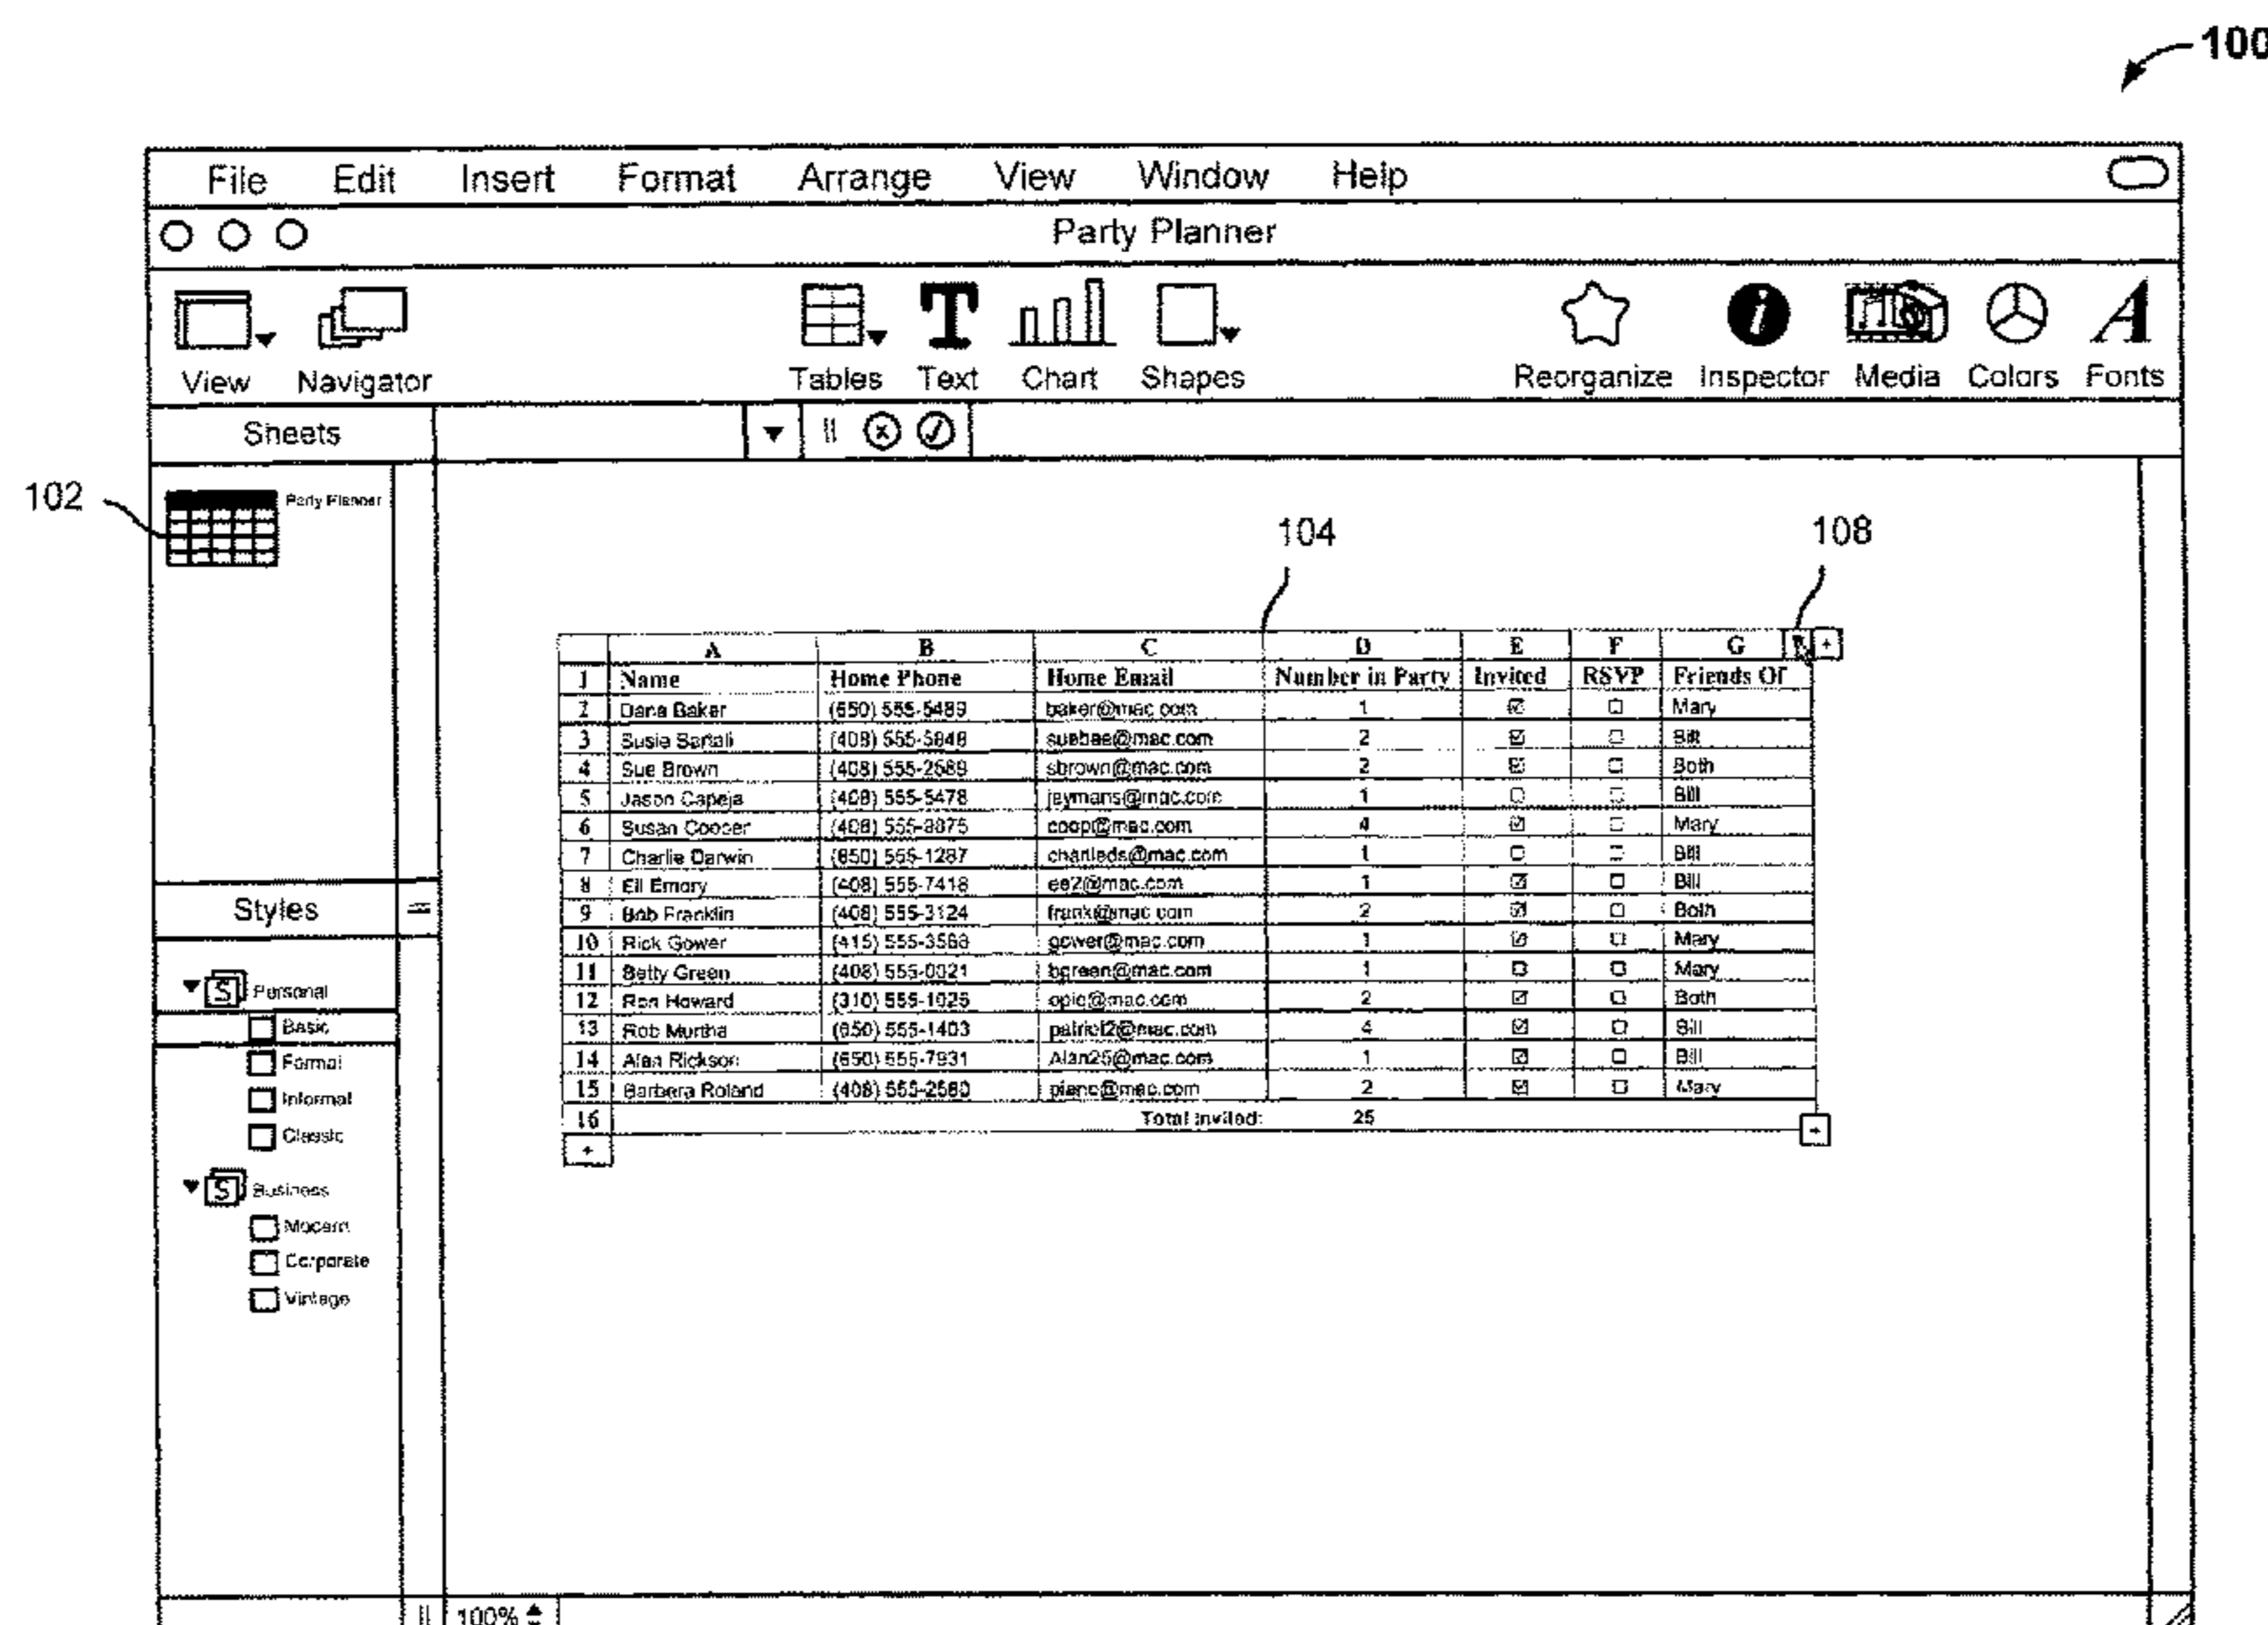 100
File Edit Insert Format Arrange View Window Help
Party Planner
View Navigator Tables Text Chart Shapes Reorganize Inspector Media Colors Fonts
Sheets
102 Party Planner
104 108
A B C D E F G
1 Name Home Phone Home Email Number in Party Invited RSVP Friends Of
2 Dana Baker (650) 555-5489 baker@mac.com 1 Mary
3 Susie (408) 555-5848 suebae@mac.com 2 Bill
4 Sue Brown (408) 555-2589 sbrown@mac.com 2 Both
5 Jason Capeja (408) 555-5478 jeymans@mac.com 1 Bill
6 Susan Cooper (408) coop@mac.com 4 Mary
7 Charlie Darwin (650) 555-1287 charlieds@mac.com 1 Bill
8 Ell Emory (408) 555-7418 ee2@mac.com 1 Bill
9 Bob Franklin (408) 555-3124 frank@mac.com 2 Both
10 Rick Gower (415) 555-3568 gower@mac.com 1 Mary
11 Betty Green (408) 555-0321 bgreen@mac.com 1 Mary
12 Ron Howard (310) 555-1025 opie@mac.com 2 Both
13 Rob Murtha (650) 555-1403 patriot2@mac.com 4 Bill
14 Alan Rickson (650) 555-7931 Alan25@mac.com 1 Bill
15 Barbera Roland (408) 555-2580 piano@mac.com 2 Mary
16 Total invited: 25
Styles
S Personal
Basic
Formal
Informal
Classic
S Business
Modern
Corporate
Vintage
100%